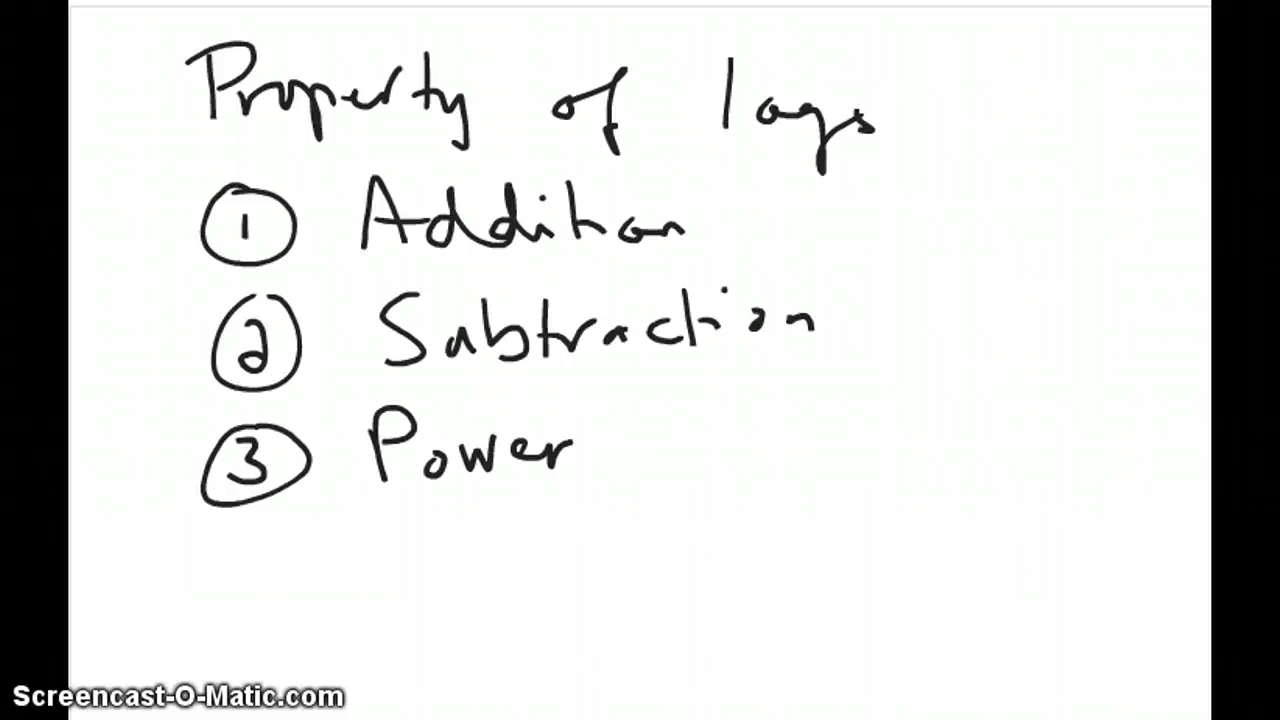 Property of logs
① Addition
② Subtraction
③ Power
Screencast-O-Matic.com